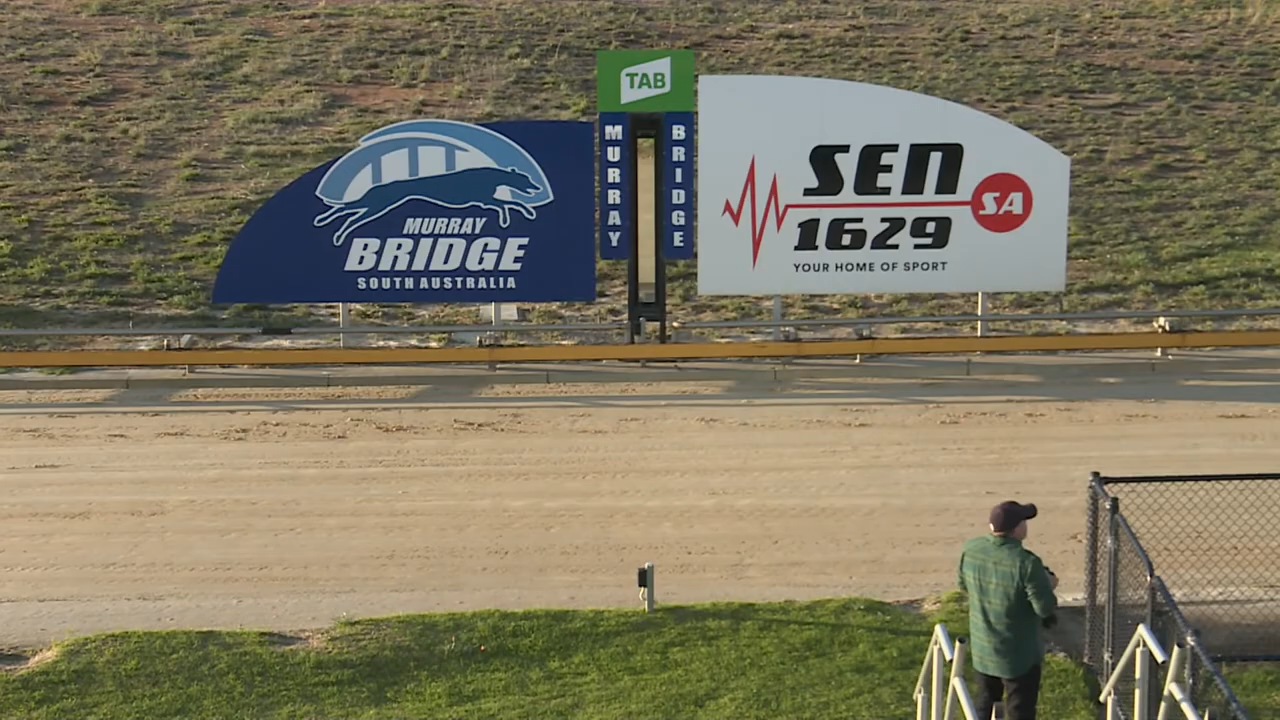 TAB
MURRAY
BRIDGE
MURRAY
BRIDGE
SOUTH AUSTRALIA
SEN
1629
SA
YOUR HOME OF SPORT